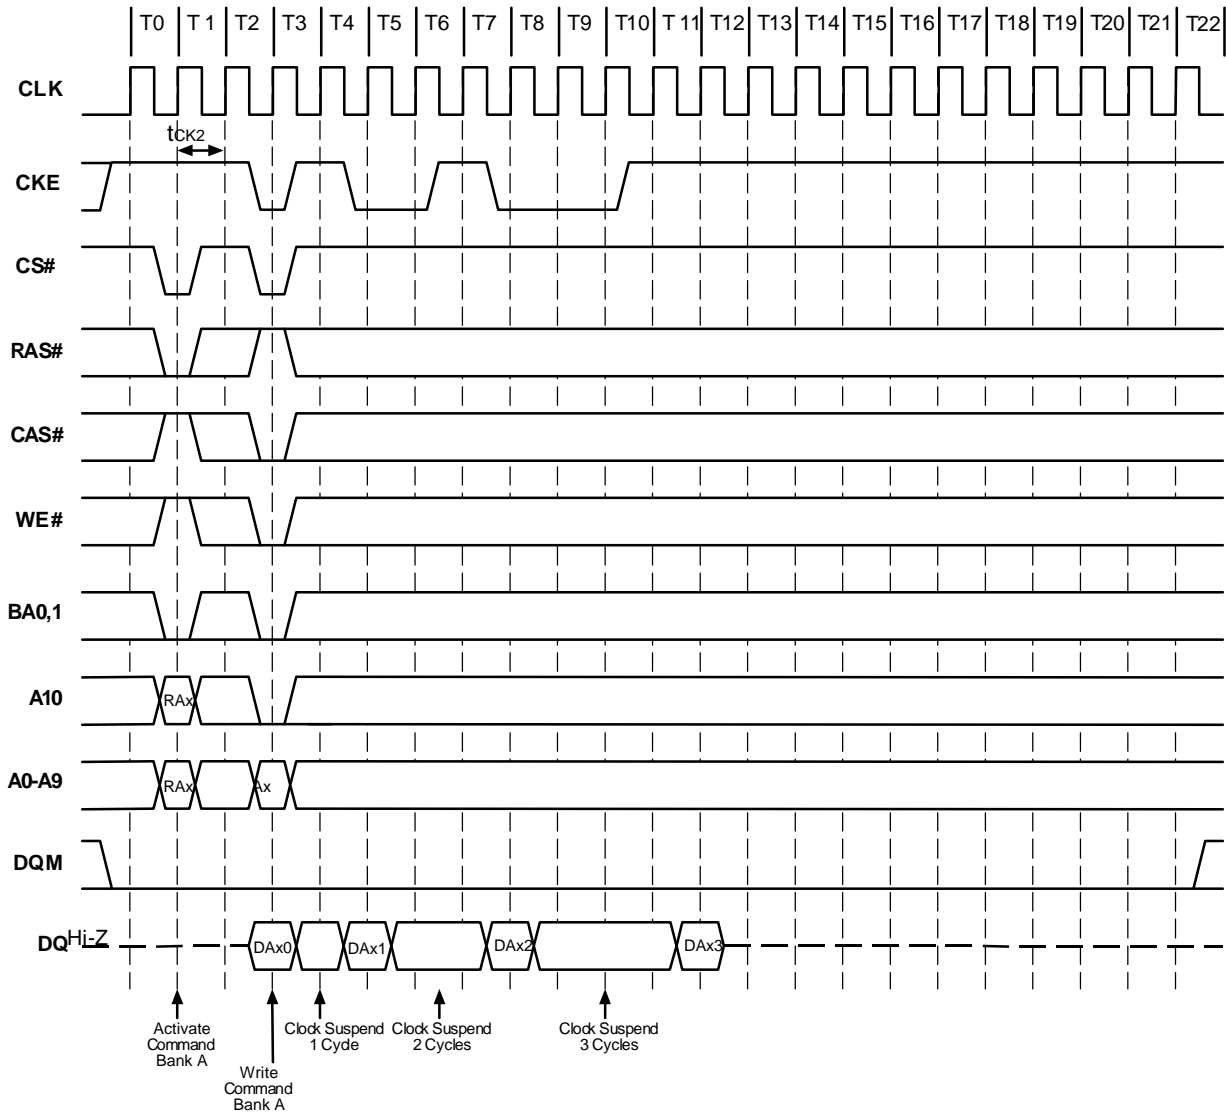 T0 T 1 T2 T3 T4 T5 T6 T7 T8 T9 T10 T 11 T12 T13 T14 T15 T16 T17 T18 T19 T20 T21 T22
CLK
tCK2
CKE
CS#
RAS#
CAS#
WE#
BA0,1
A10 RAx
A0-A9 RAx Ax
DQM
DQ Hi-Z DAx0 DAx1 DAx2 DAx3
Activate
Command
Bank A
Write
Command
Bank A
Clock Suspend
1 Cycle
Clock Suspend
2 Cycles
Clock Suspend
3 Cycles